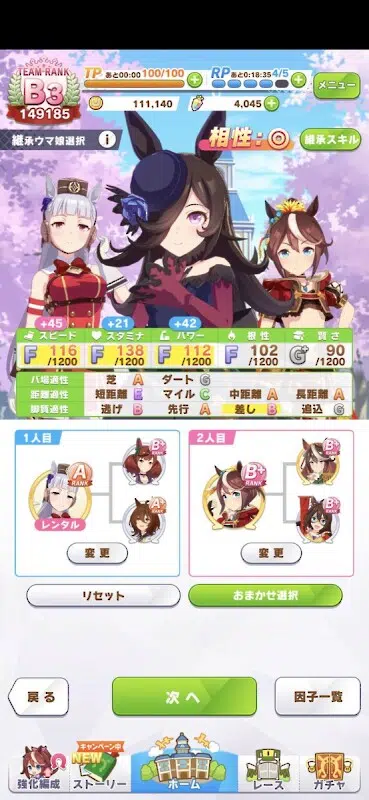 TEAM RANK
B3
149185
TP あと00:00 100/100
RP あと0:18:35 4/5
メニュー
111,140
4,045
継承ウマ娘選択
i
相性:◎
継承スキル
+45
+21
+42
スピード
スタミナ
パワー
根性
賢さ
F 116 /1200
F 138 /1200
F 112 /1200
F 102 /1200
G+ 90 /1200
バ場適性 芝 A ダート G
距離適性 短距離 E マイル C 中距離 A 長距離 A
脚質適性 逃げ B 先行 A 差し B 追込 G
1人目
2人目
A RANK
B+ RANK
A RANK
B+ RANK
B+ RANK
B+ RANK
レンタル
変更
変更
リセット
おまかせ選択
戻る
次へ
因子一覧
キャンペーン中
NEW
強化編成
ストーリー
ホーム
レース
ガチャ